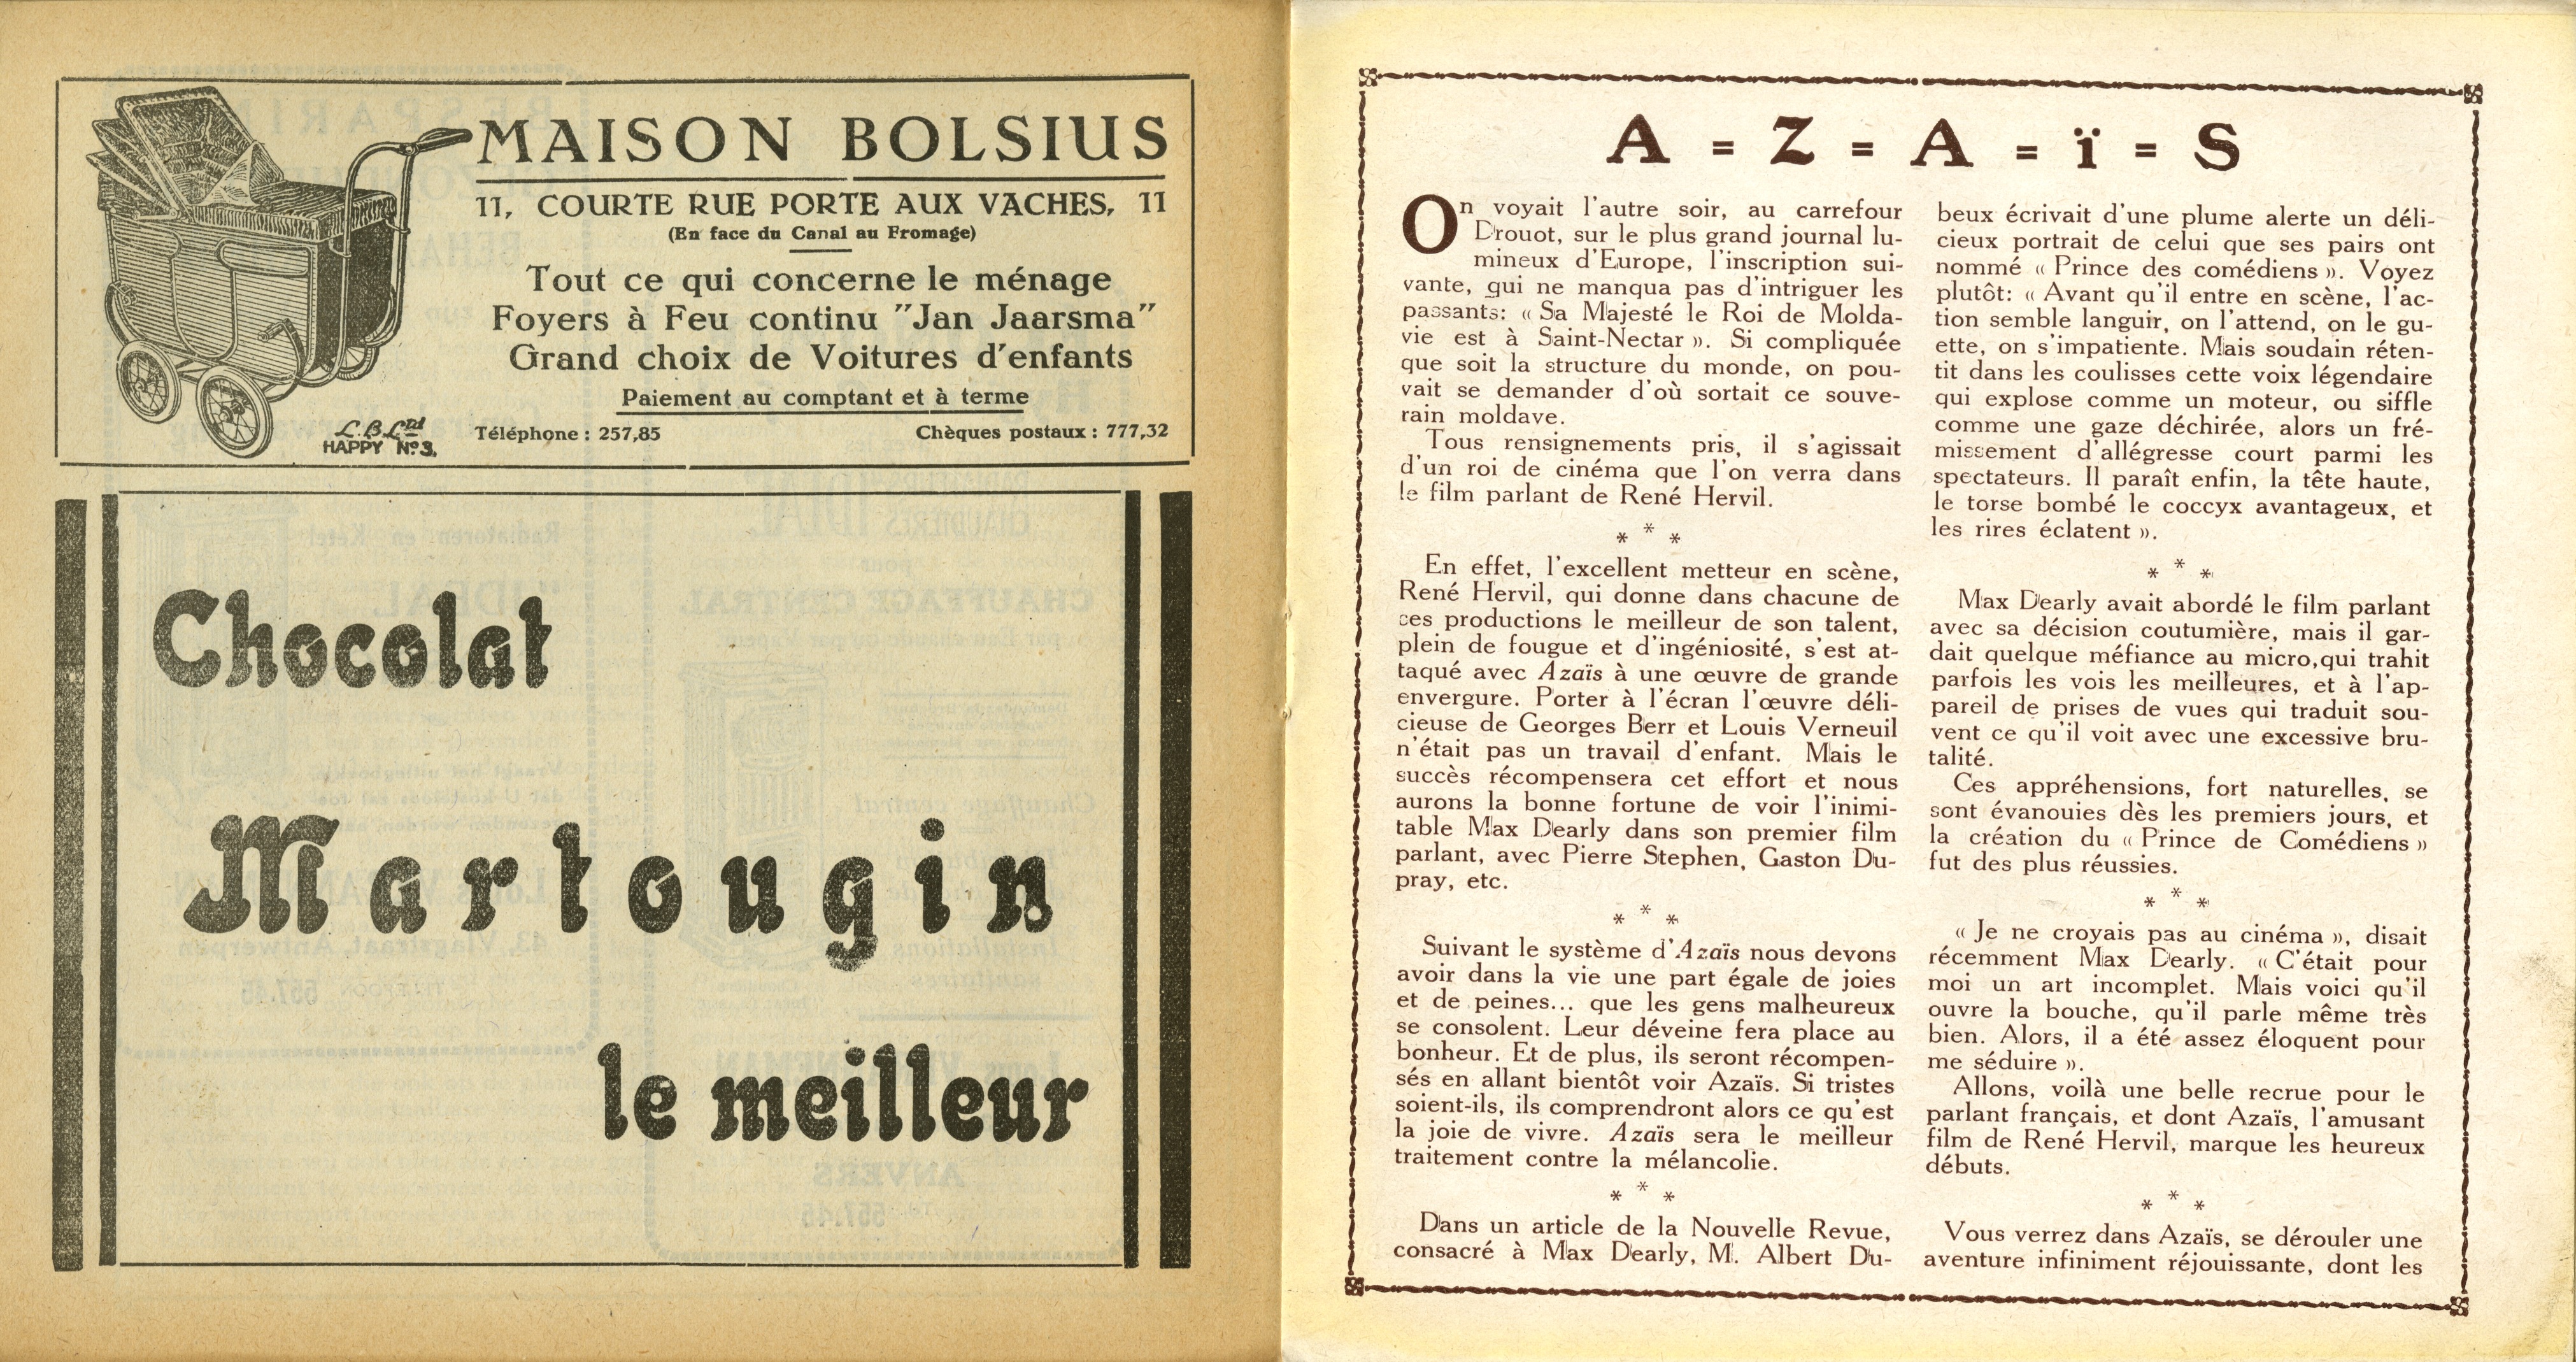 MAISON BOLSIUS
11, COURTE RUE PORTE AUX VACHES, 11
(En face du Canal au Fromage)
Tout ce qui concerne le ménage
Foyers à Feu continu "Jan Jaarsma"
Grand choix de Voitures d'enfants
Paiement au comptant et à terme
Téléphone : 257,85 Chèques postaux : 777,32
L.B.Lᴺᴰ
HAPPY Nº 3.
Chocolat
Martougin
le meilleur
A = Z = A = ï = S
On voyait l'autre soir, au carrefour
Drouot, sur le plus grand journal lu-
mineux d'Europe, l'inscription sui-
vante, qui ne manqua pas d'intriguer les
passants: « Sa Majesté le Roi de Molda-
vie est à Saint-Nectar ». Si compliquée
que soit la structure du monde, on pou-
vait se demander d'où sortait ce souve-
rain moldave.
Tous rensignements pris, il s'agissait
d'un roi de cinéma que l'on verra dans
le film parlant de René Hervil.
* * *
En effet, l'excellent metteur en scène,
René Hervil, qui donne dans chacune de
ces productions le meilleur de son talent,
plein de fougue et d'ingéniosité, s'est at-
taqué avec Azaïs à une œuvre de grande
envergure. Porter à l'écran l'œuvre déli-
cieuse de Georges Berr et Louis Verneuil
n'était pas un travail d'enfant. Mais le
succès récompensera cet effort et nous
aurons la bonne fortune de voir l'inimi-
table Max Dearly dans son premier film
parlant, avec Pierre Stephen, Gaston Du-
pray, etc.
* * *
Suivant le système d'Azaïs nous devons
avoir dans la vie une part égale de joies
et de peines... que les gens malheureux
se consolent. Leur déveine fera place au
bonheur. Et de plus, ils seront récompen-
sés en allant bientôt voir Azaïs. Si tristes
soient-ils, ils comprendront alors ce qu'est
la joie de vivre. Azaïs sera le meilleur
traitement contre la mélancolie.
* * *
Dans un article de la Nouvelle Revue,
consacré à Max Dearly, M. Albert Du-
beux écrivait d'une plume alerte un déli-
cieux portrait de celui que ses pairs ont
nommé « Prince des comédiens ». Voyez
plutôt: « Avant qu'il entre en scène, l'ac-
tion semble languir, on l'attend, on le gu-
ette, on s'impatiente. Mais soudain réten-
tit dans les coulisses cette voix légendaire
qui explose comme un moteur, ou siffle
comme une gaze déchirée, alors un fré-
missement d'allégresse court parmi les
spectateurs. Il paraît enfin, la tête haute,
le torse bombé le coccyx avantageux, et
les rires éclatent ».
* * *
Max Dearly avait abordé le film parlant
avec sa décision coutumière, mais il gar-
dait quelque méfiance au micro,qui trahit
parfois les vois les meilleures, et à l'ap-
pareil de prises de vues qui traduit sou-
vent ce qu'il voit avec une excessive bru-
talité.
Ces appréhensions, fort naturelles, se
sont évanouies dès les premiers jours, et
la création du « Prince de Comédiens »
fut des plus réussies.
* * *
« Je ne croyais pas au cinéma », disait
récemment Max Dearly. « C'était pour
moi un art incomplet. Mais voici qu'il
ouvre la bouche, qu'il parle même très
bien. Alors, il a été assez éloquent pour
me séduire ».
Allons, voilà une belle recrue pour le
parlant français, et dont Azaïs, l'amusant
film de René Hervil, marque les heureux
débuts.
* * *
Vous verrez dans Azaïs, se dérouler une
aventure infiniment réjouissante, dont les